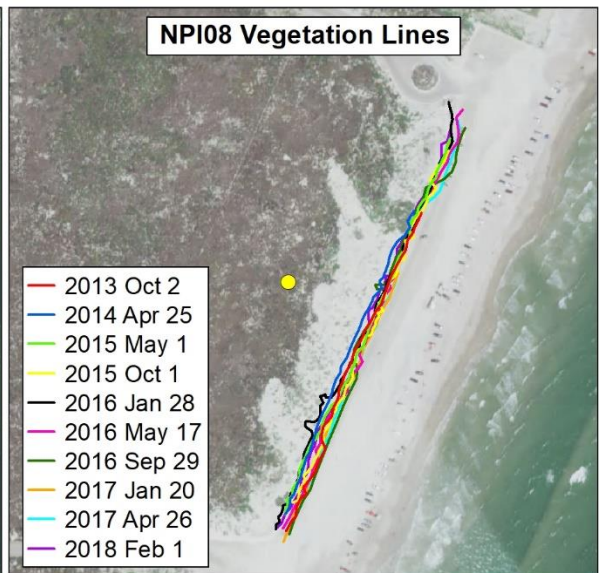 NPI08 Vegetation Lines
2013 Oct 2
2014 Apr 25
2015 May 1
2015 Oct 1
2016 Jan 28
2016 May 17
2016 Sep 29
2017 Jan 20
2017 Apr 26
2018 Feb 1